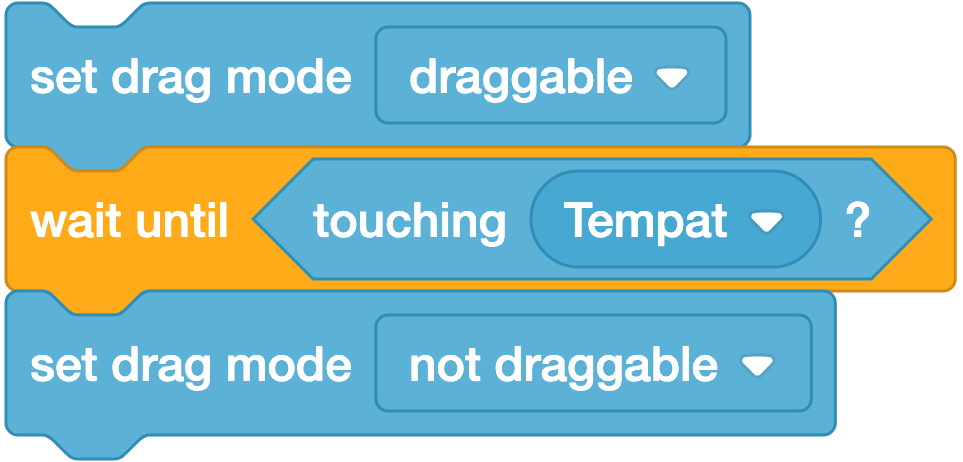 set drag mode draggable
wait until touching Tempat ?
set drag mode not draggable